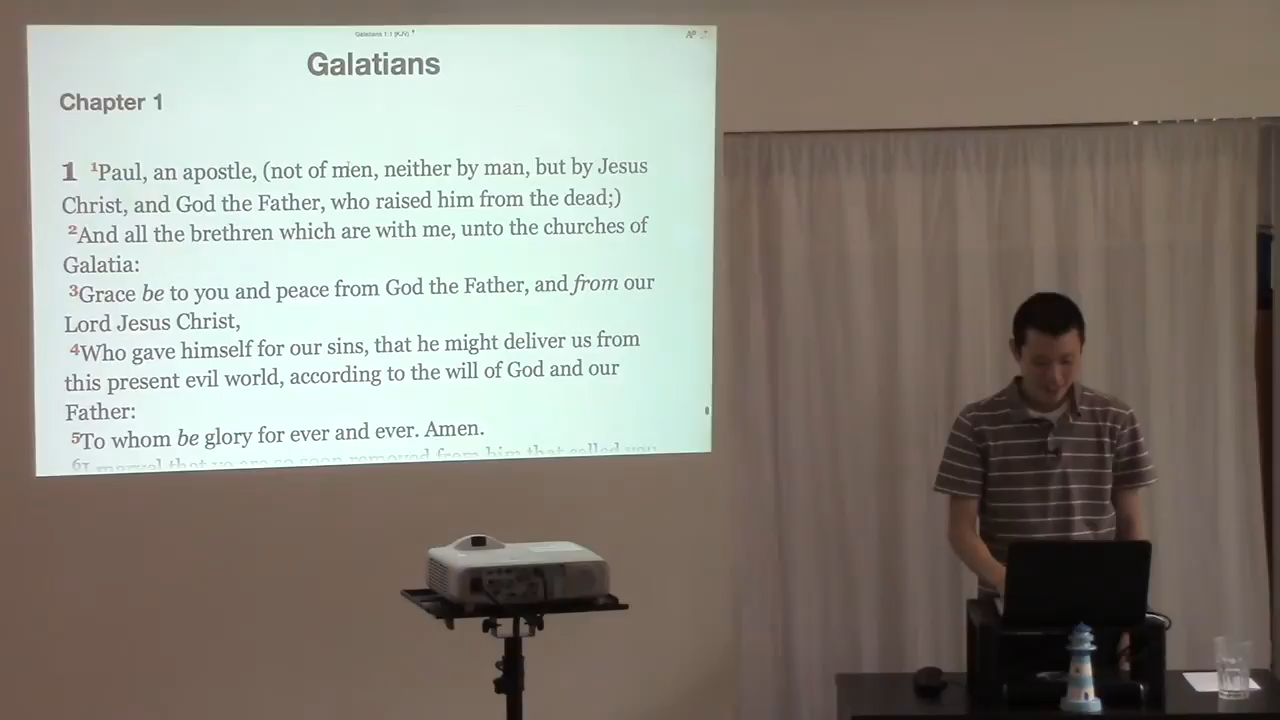 Galatians 1:1 (KJV)
Galatians
Chapter 1
1 ¹Paul, an apostle, (not of men, neither by man, but by Jesus
Christ, and God the Father, who raised him from the dead;)
²And all the brethren which are with me, unto the churches of
Galatia:
³Grace be to you and peace from God the Father, and from our
Lord Jesus Christ,
⁴Who gave himself for our sins, that he might deliver us from
this present evil world, according to the will of God and our
Father:
⁵To whom be glory for ever and ever. Amen.
⁶I marvel that ye are so soon removed from him that called you